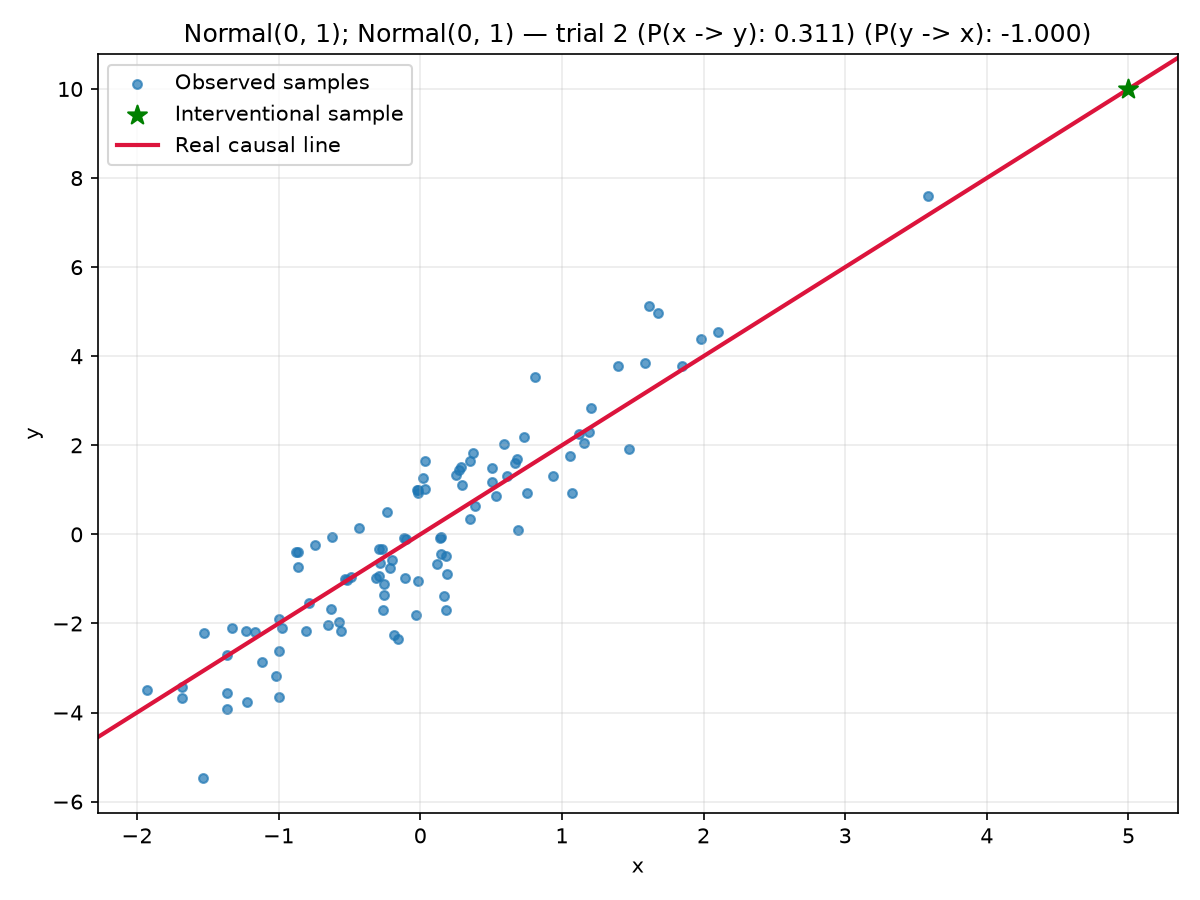 Normal(0, 1); Normal(0, 1) — trial 2 (P(x -> y): 0.311) (P(y -> x): -1.000)
Observed samples
Interventional sample
Real causal line
10
8
6
4
2
0
−2
−4
−6
y
−2
−1
0
1
2
3
4
5
x